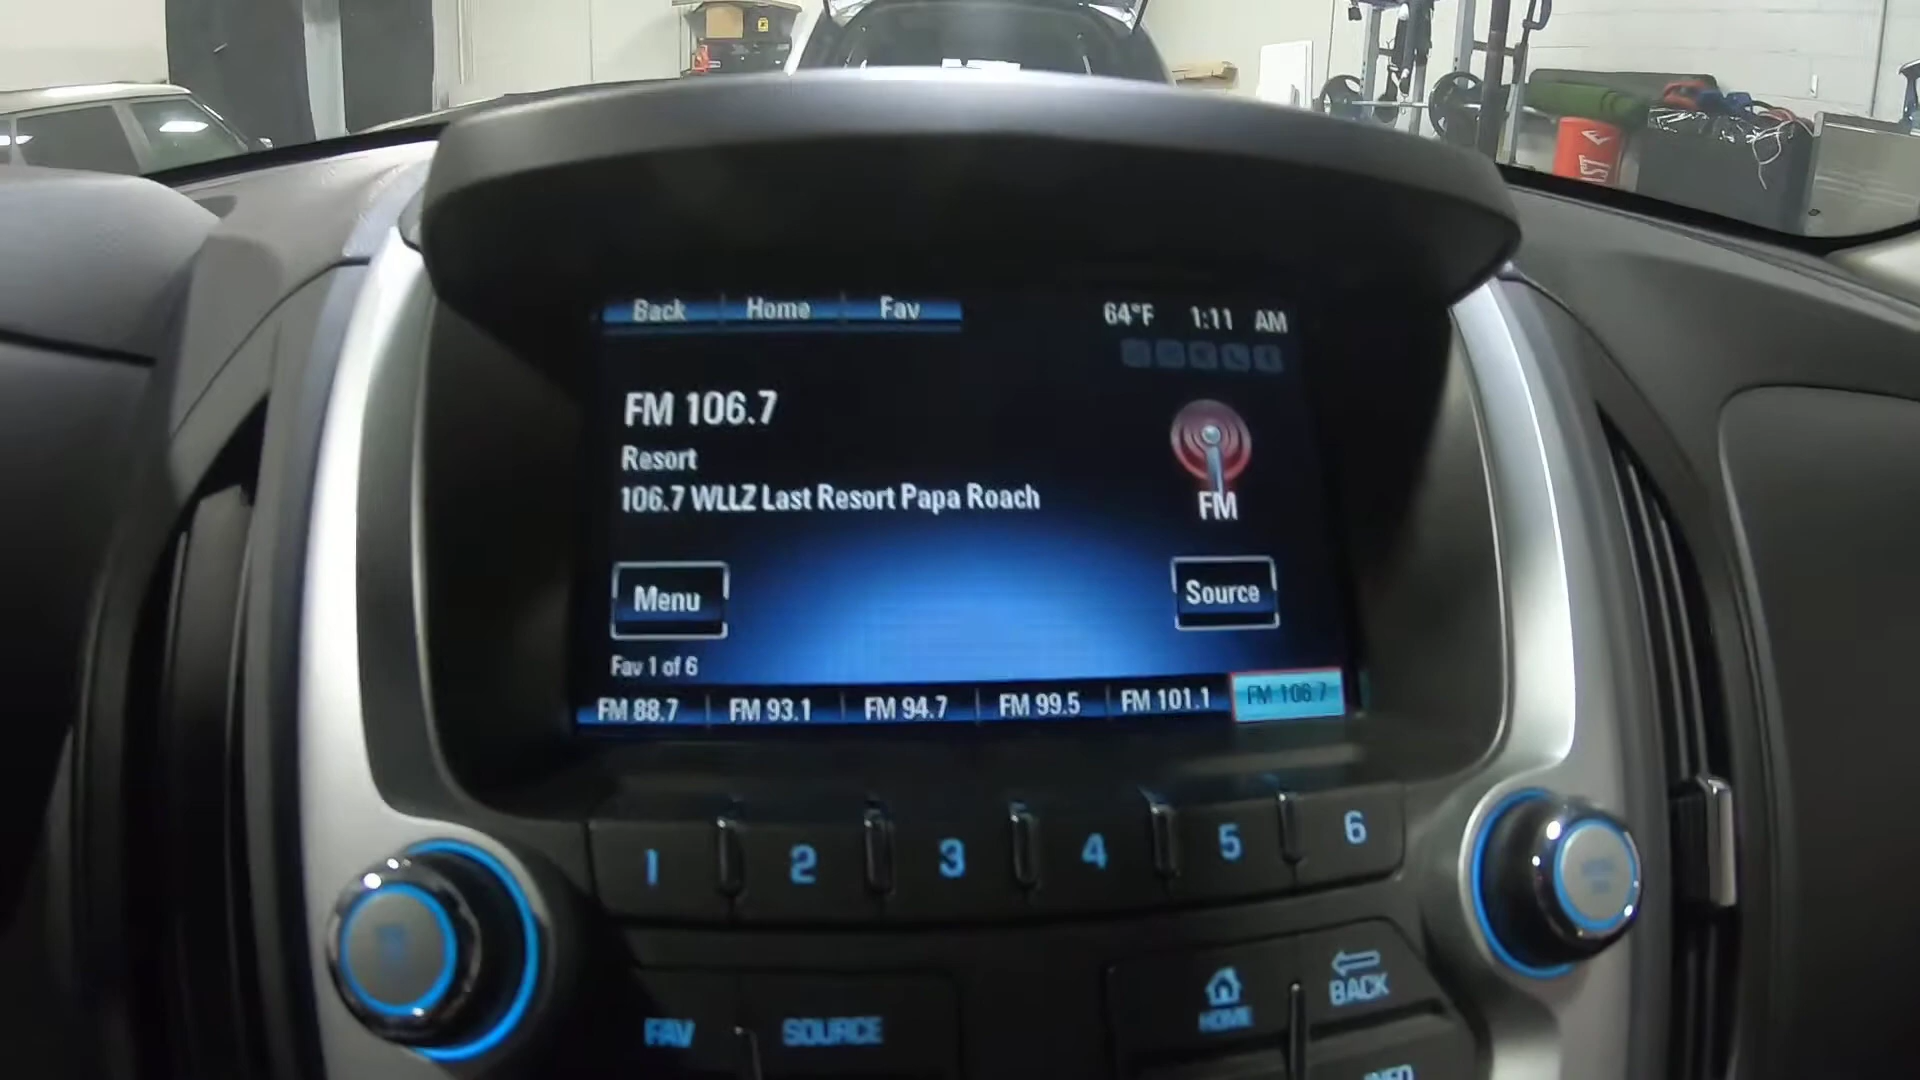 Back Home Fav 64°F 1:11 AM
FM 106.7
Resort
106.7 WLLZ Last Resort Papa Roach
FM
Menu Source
Fav 1 of 6
FM 88.7 FM 93.1 FM 94.7 FM 99.5 FM 101.1 FM 106.7
1 2 3 4 5 6
FAV SOURCE HOME BACK